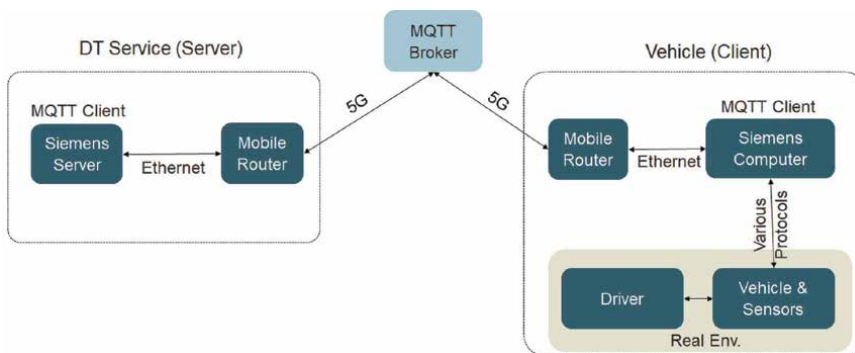 DT Service (Server)
MQTT
Broker
Vehicle (Client)
5G
5G
MQTT Client
Siemens
Server
Ethernet
Mobile
Router
Mobile
Router
Ethernet
MQTT Client
Siemens
Computer
Various
Protocols
Driver
Vehicle &
Sensors
Real Env.